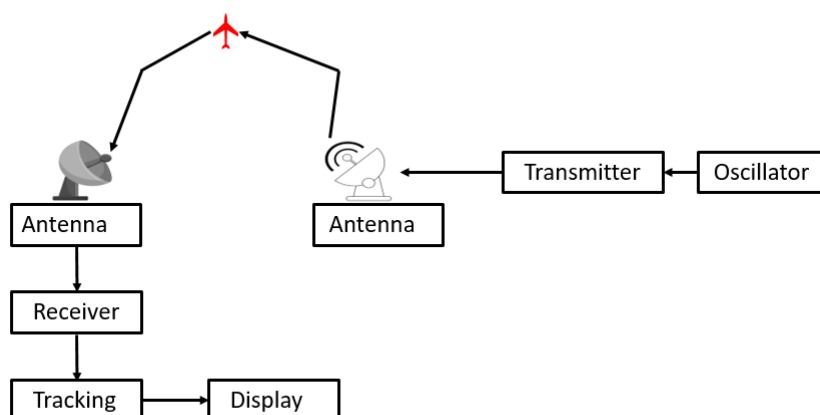 Transmitter
Oscillator
Antenna
Antenna
Receiver
Tracking
Display